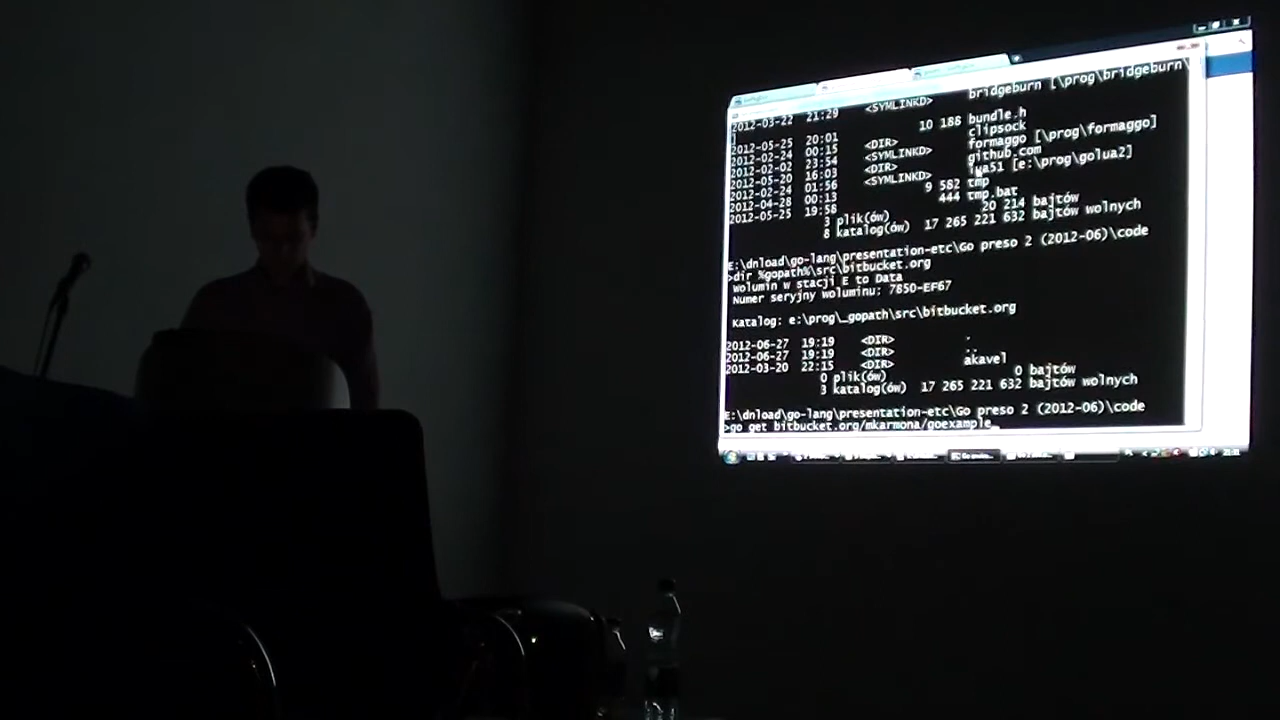 bridgeburn [\prog\bridgeburn\
2012-03-22 21:29 <SYMLINKD>
]
10 188 bundle.h
2012-05-25 20:01 <DIR> clipsock
2012-02-24 00:15 <SYMLINKD> formaggo [\prog\formaggo]
2012-02-02 23:54 <DIR> github.com
2012-05-20 16:03 <SYMLINKD> lua51 [e:\prog\golua2]
2012-02-24 01:56 9 582 tmp
2012-04-28 00:13 444 tmp.bat
2012-05-25 19:58
3 plik(ów) 20 214 bajtów
8 katalog(ów) 17 265 221 632 bajtów wolnych
E:\dnload\go-lang\presentation-etc\Go preso 2 (2012-06)\code
>dir %gopath%\src\bitbucket.org
Wolumin w stacji E to Data
Numer seryjny woluminu: 7850-EF67
Katalog: e:\prog\_gopath\src\bitbucket.org
2012-06-27 19:19 <DIR> .
2012-06-27 19:19 <DIR> ..
2012-03-20 22:15 <DIR> akavel
0 plik(ów) 0 bajtów
3 katalog(ów) 17 265 221 632 bajtów wolnych
E:\dnload\go-lang\presentation-etc\Go preso 2 (2012-06)\code
>go get bitbucket.org/mkarmona/goexample_